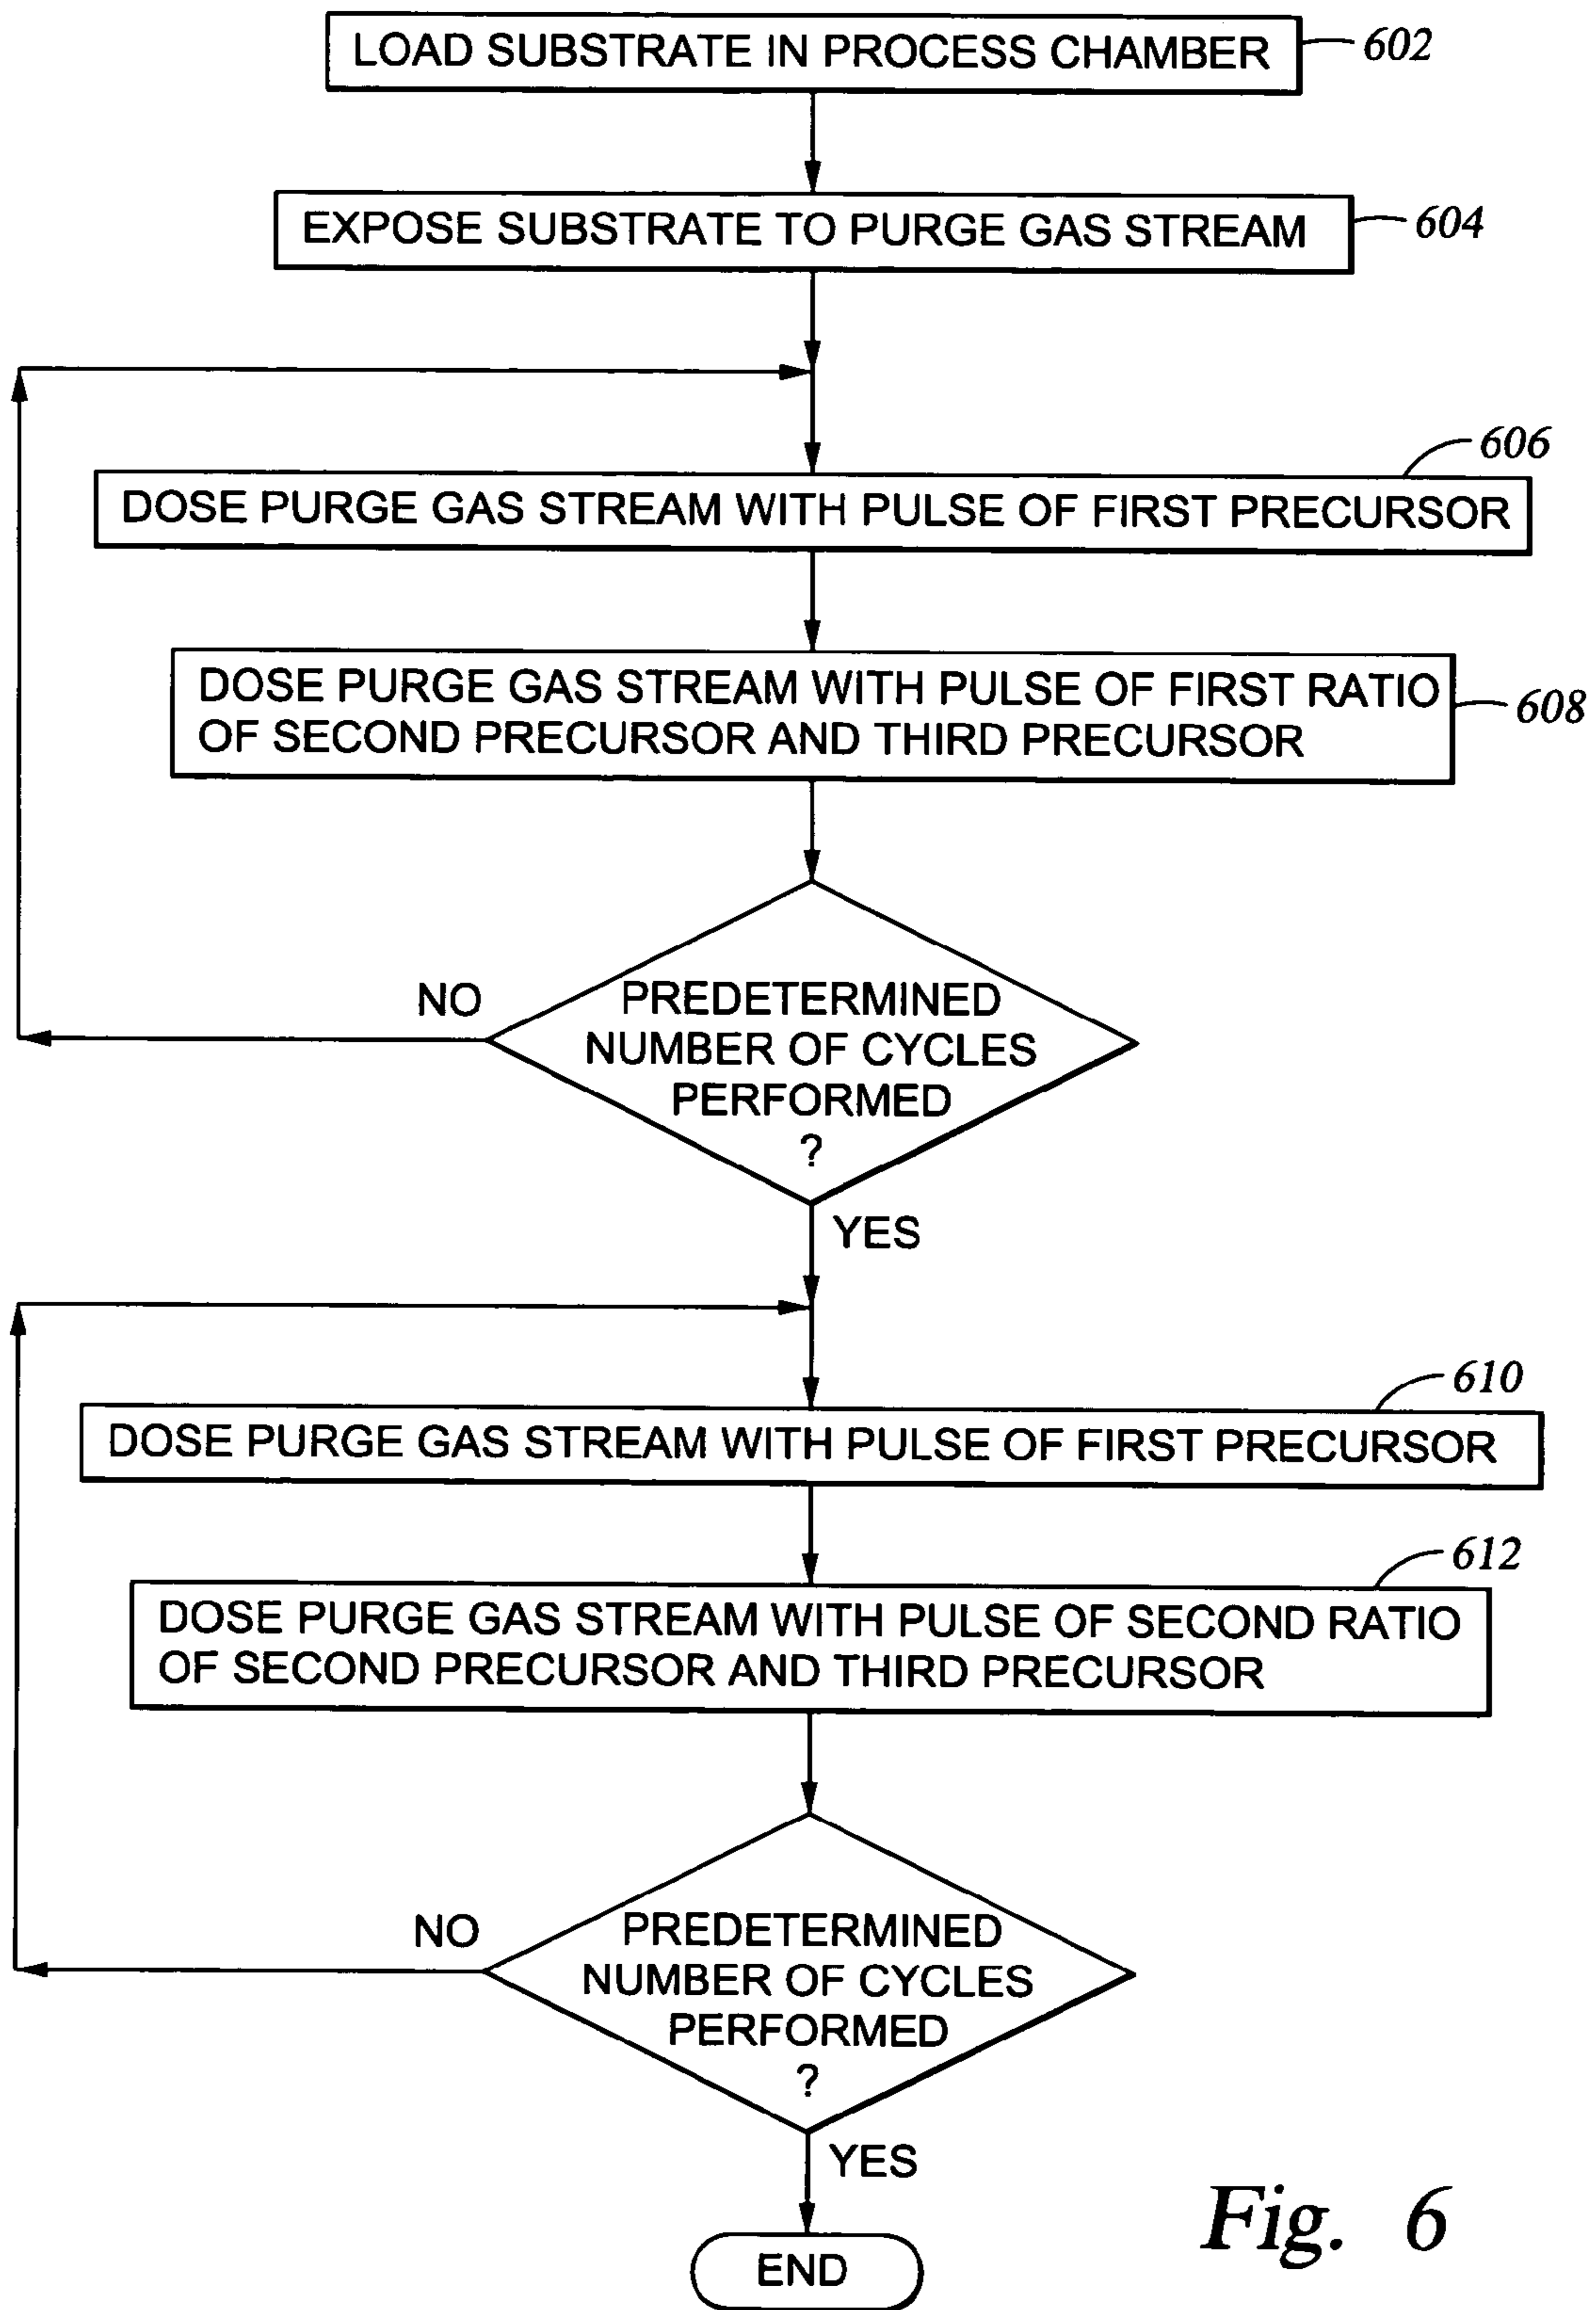 LOAD SUBSTRATE IN PROCESS CHAMBER
602
EXPOSE SUBSTRATE TO PURGE GAS STREAM
604
606
DOSE PURGE GAS STREAM WITH PULSE OF FIRST PRECURSOR
DOSE PURGE GAS STREAM WITH PULSE OF FIRST RATIO
OF SECOND PRECURSOR AND THIRD PRECURSOR
608
NO
PREDETERMINED
NUMBER OF CYCLES
PERFORMED
?
YES
610
DOSE PURGE GAS STREAM WITH PULSE OF FIRST PRECURSOR
612
DOSE PURGE GAS STREAM WITH PULSE OF SECOND RATIO
OF SECOND PRECURSOR AND THIRD PRECURSOR
NO
PREDETERMINED
NUMBER OF CYCLES
PERFORMED
?
YES
END
Fig. 6